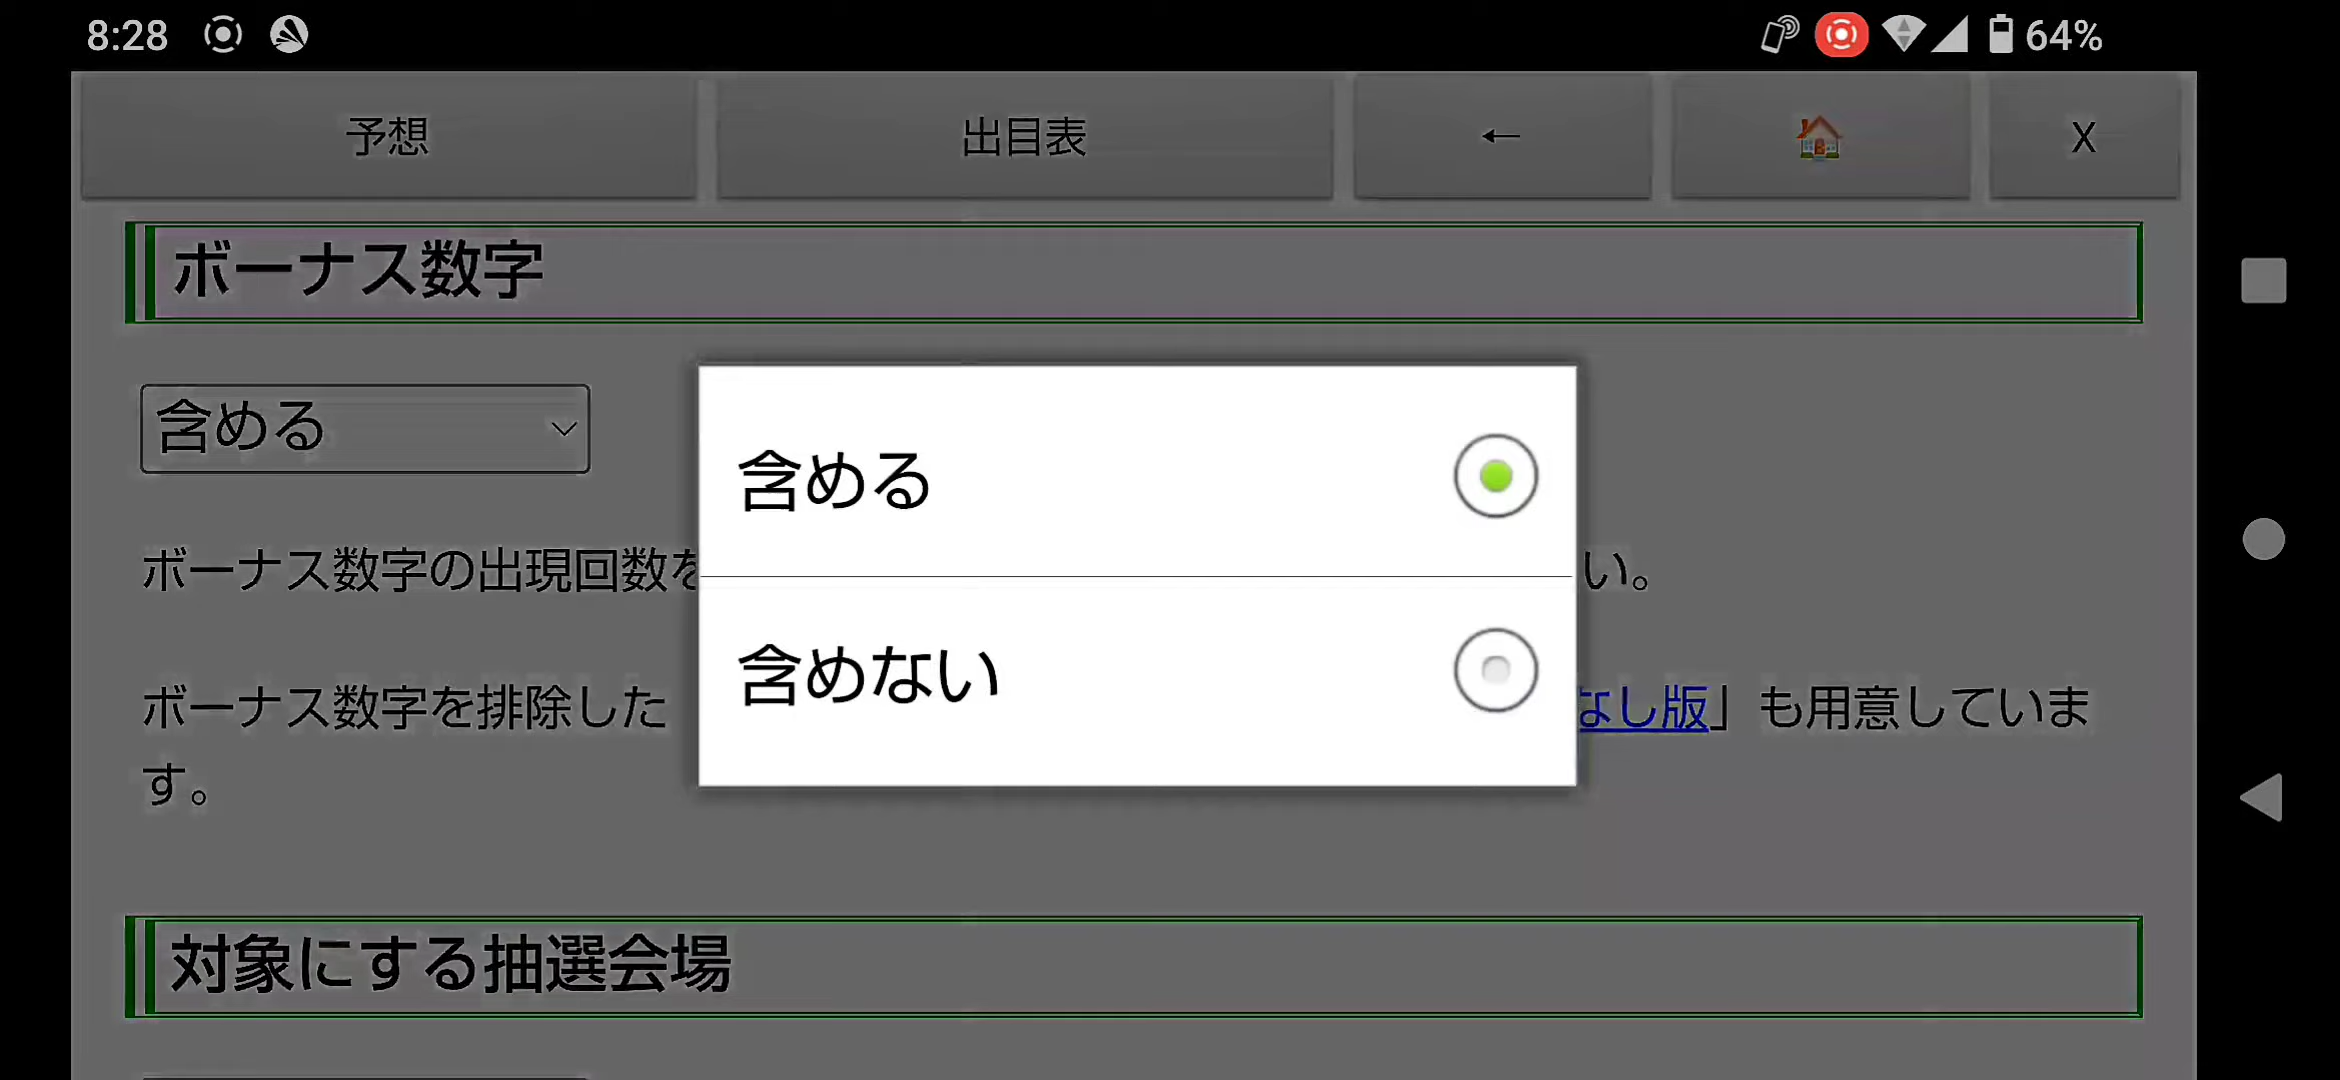 8:28
64%
予想
出目表
←
X
ボーナス数字
含める
含める
含めない
ボーナス数字の出現回数を
い。
ボーナス数字を排除した
なし版」も用意していま
す。
対象にする抽選会場